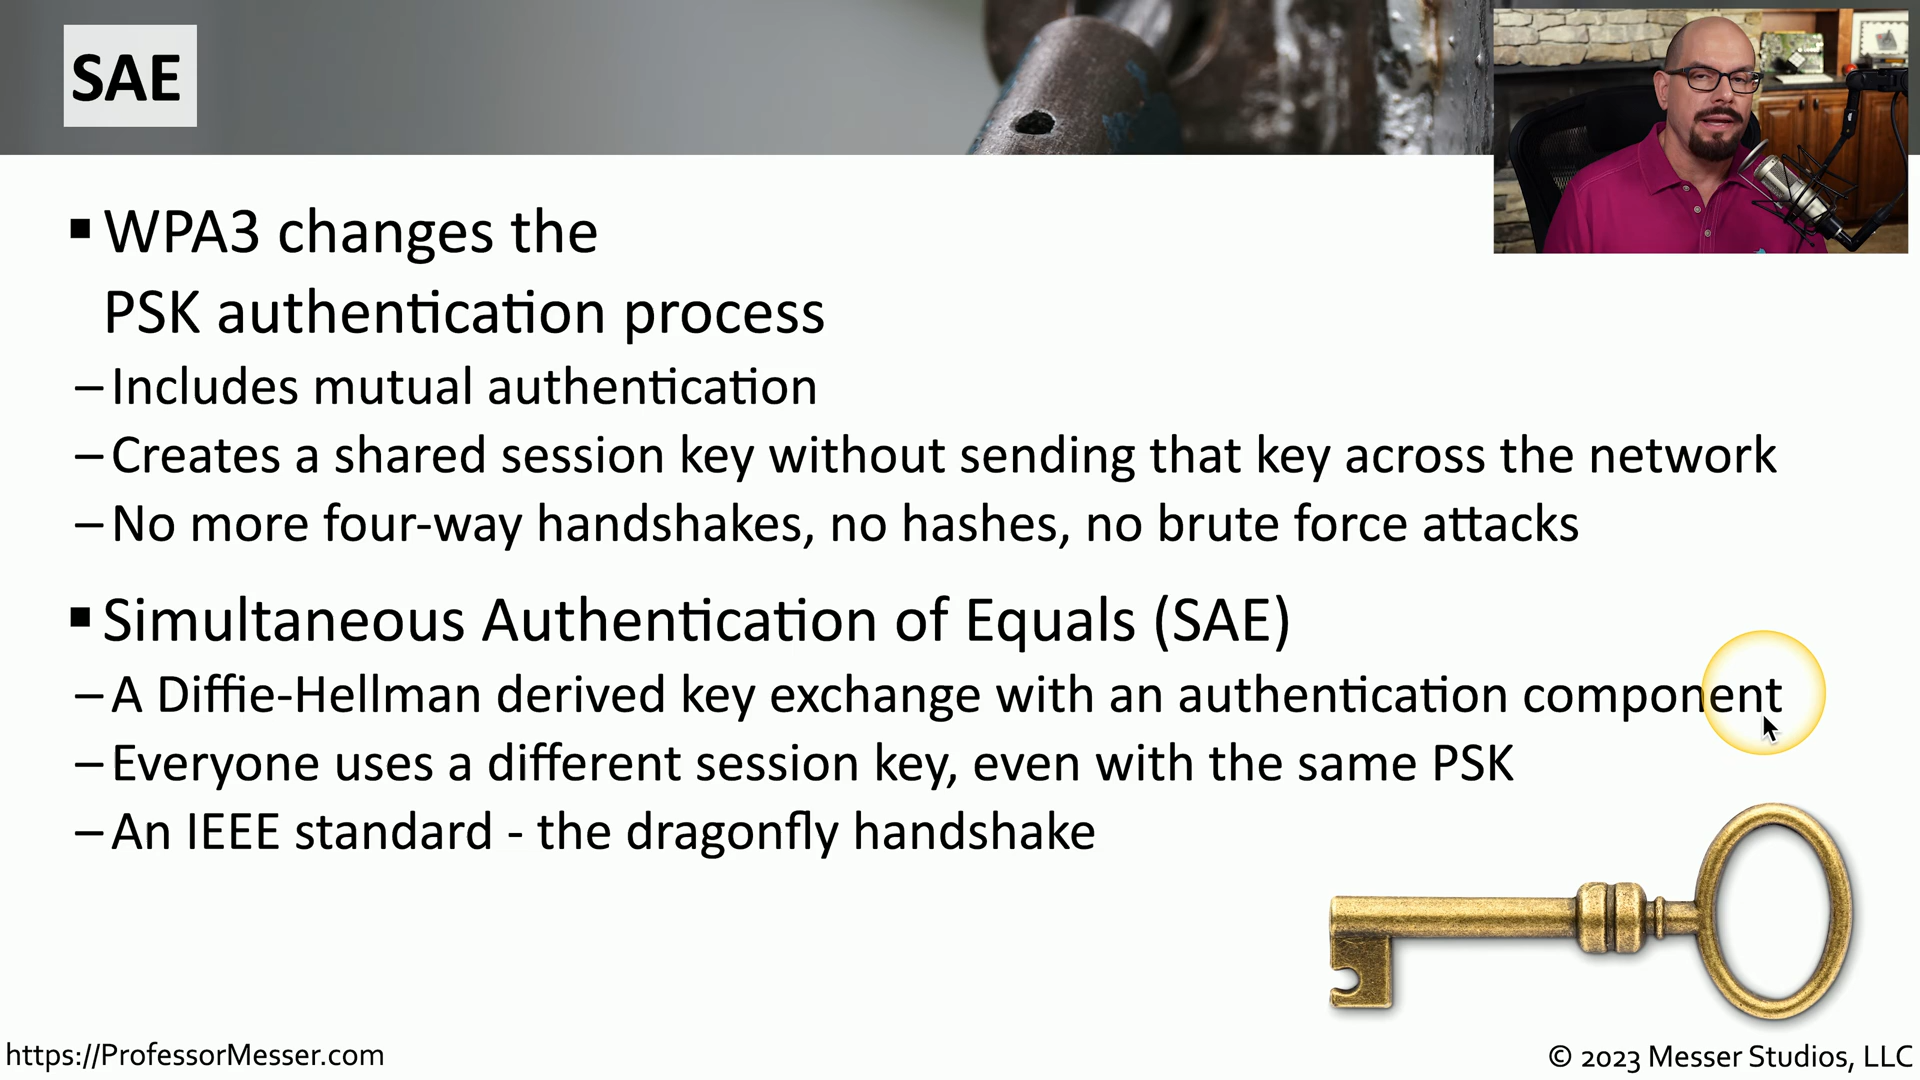 SAE
▪ WPA3 changes the
PSK authentication process
– Includes mutual authentication
– Creates a shared session key without sending that key across the network
– No more four-way handshakes, no hashes, no brute force attacks
▪ Simultaneous Authentication of Equals (SAE)
– A Diffie-Hellman derived key exchange with an authentication component
– Everyone uses a different session key, even with the same PSK
– An IEEE standard - the dragonfly handshake
https://ProfessorMesser.com
© 2023 Messer Studios, LLC